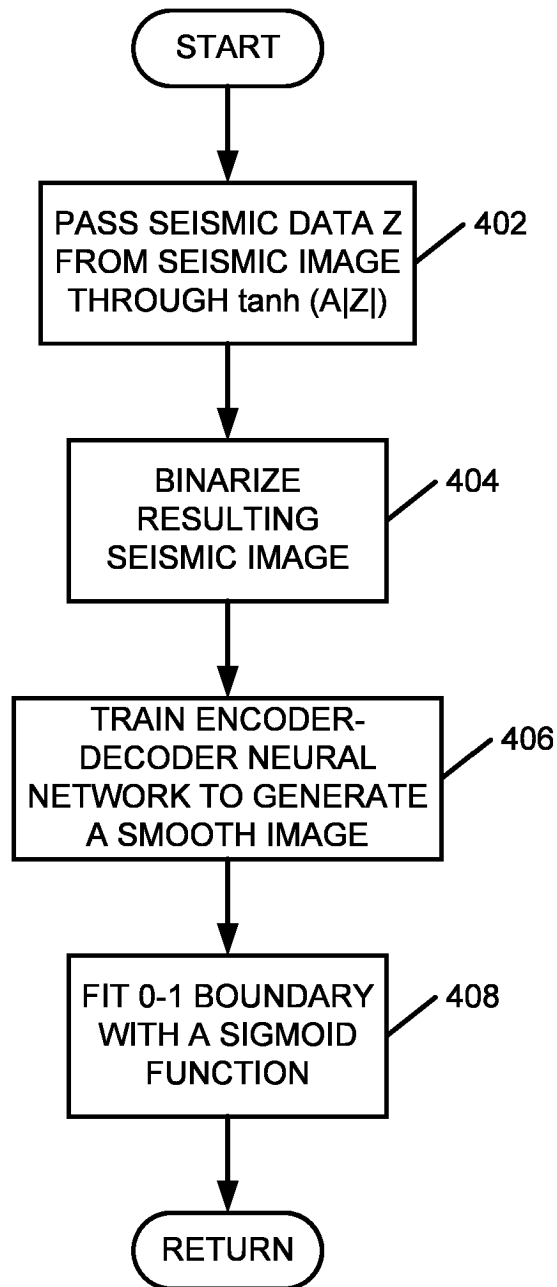 START
PASS SEISMIC DATA Z
FROM SEISMIC IMAGE
THROUGH tanh (A|Z|)
402
BINARIZE
RESULTING
SEISMIC IMAGE
404
TRAIN ENCODER-
DECODER NEURAL
NETWORK TO GENERATE
A SMOOTH IMAGE
406
FIT 0-1 BOUNDARY
WITH A SIGMOID
FUNCTION
408
RETURN